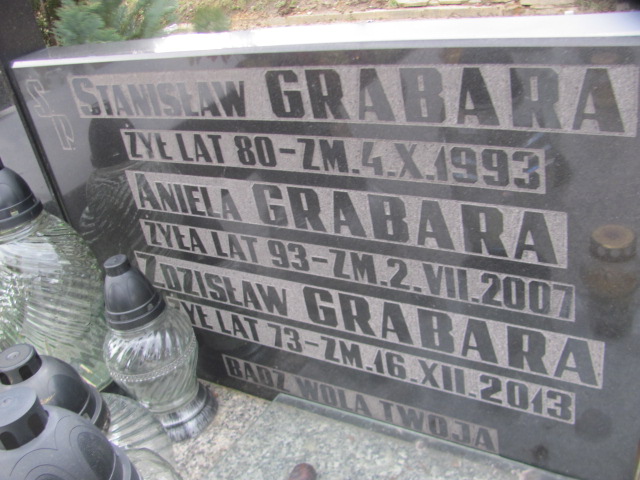 Ś
P.
STANISŁAW GRABARA
ŻYŁ LAT 80-ZM.4.X.1993
ANIELA GRABARA
ŻYŁA LAT 93-ZM.2.VII.2007
ZDZISŁAW GRABARA
ŻYŁ LAT 73-ZM.16.XII.2013
BĄDŹ WOLA TWOJA